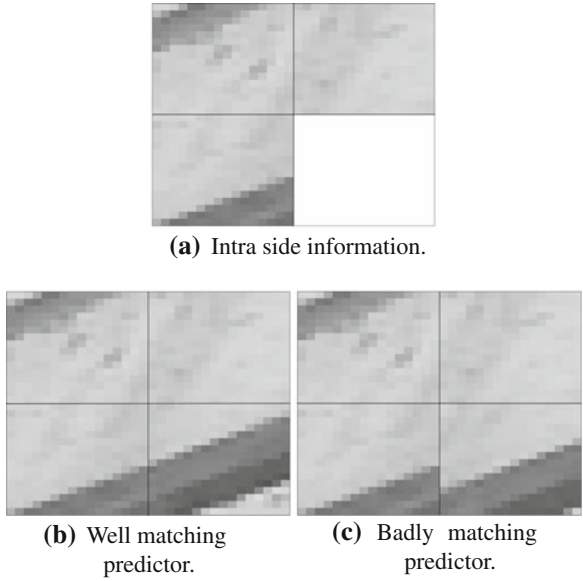 (a) Intra side information.
(b) Well matching
predictor.
(c) Badly matching
predictor.